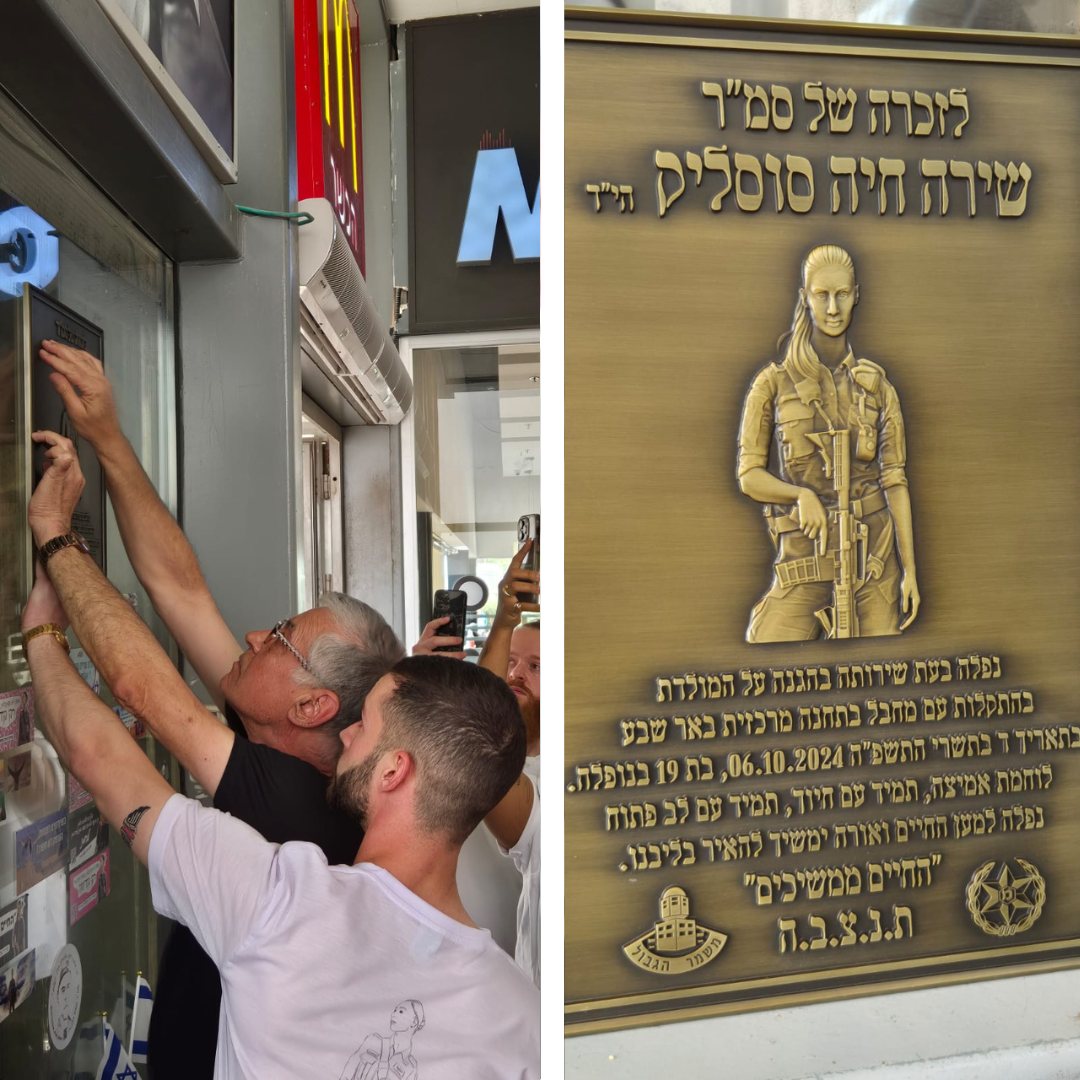 לזכרה של סמ"ר
שירה חיה סוסליק הי"ד
נפלה בעת שירותה בהגנה על המולדת
בהתקלות עם מחבל בתחנה מרכזית באר שבע
בתאריך ד בתשרי התשפ"ה 06.10.2024, בת 19 בנופלה.
לוחמת אמיצה, תמיד עם חיוך, תמיד עם לב פתוח
נפלה למען החיים ואורה ימשיך להאיר בליבנו.
"החיים ממשיכים"
ת.נ.צ.ב.ה
משמר הגבול